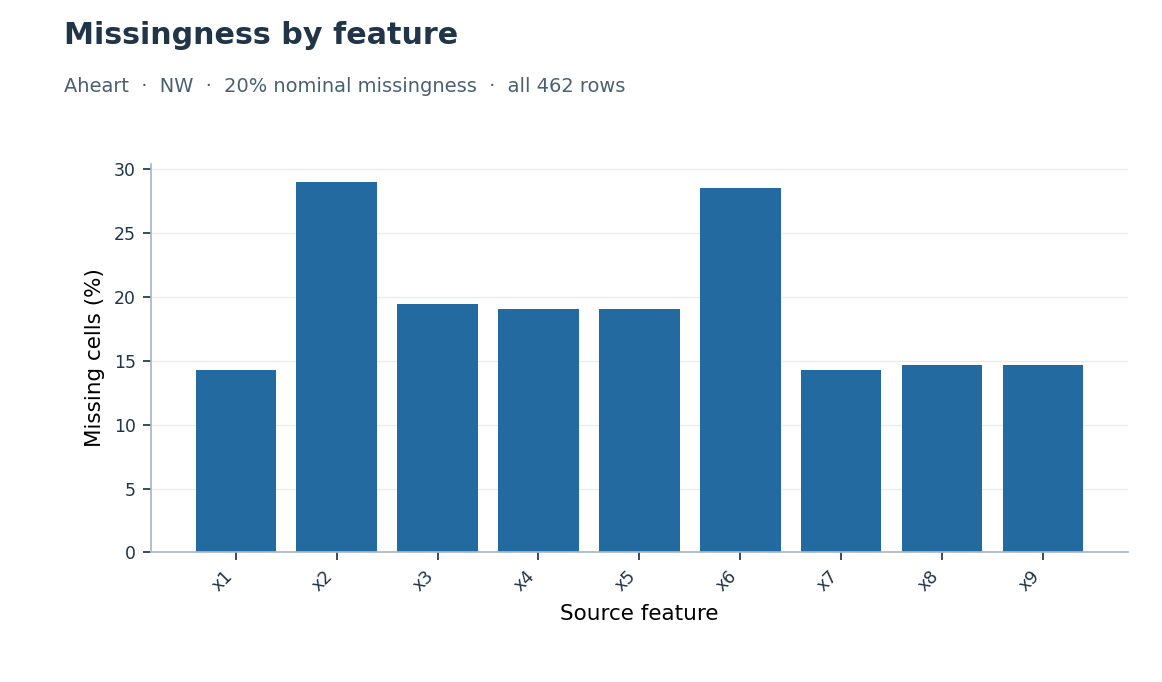 Missingness by feature
Aheart · NW · 20% nominal missingness · all 462 rows
30
25
20
15
10
5
0
Missing cells (%)
x1 x2 x3 x4 x5 x6 x7 x8 x9
Source feature